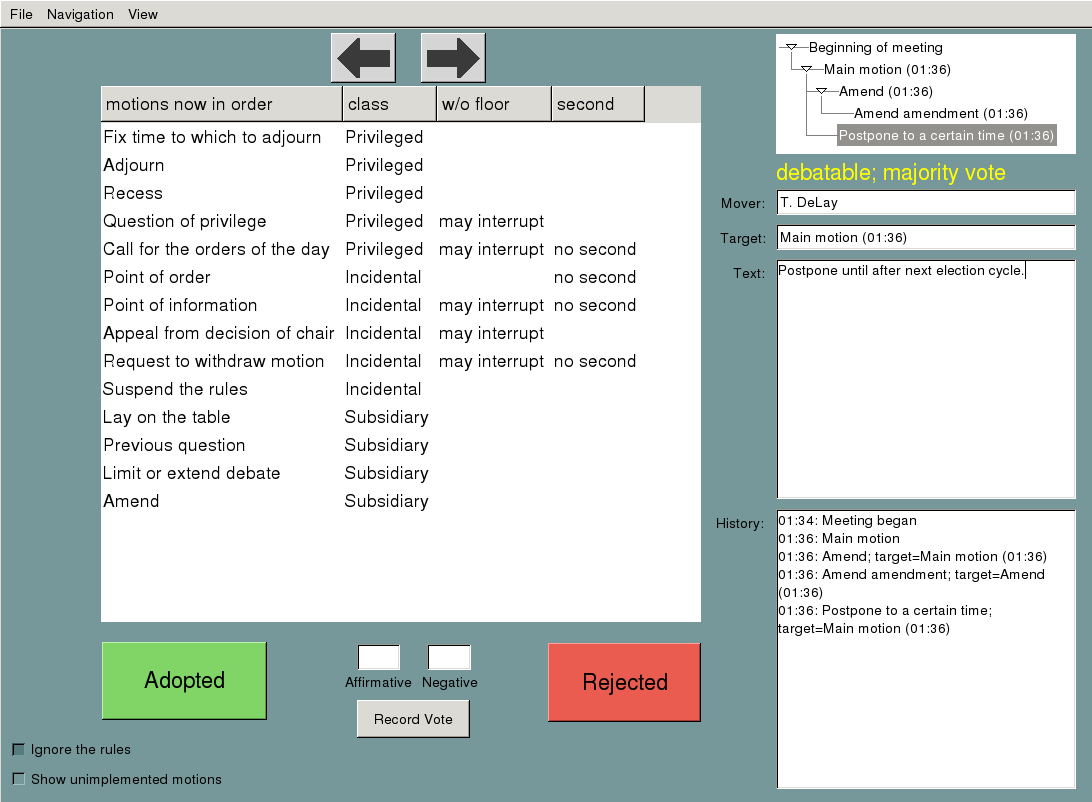 File Navigation View
motions now in order class w/o floor second
Fix time to which to adjourn Privileged
Adjourn Privileged
Recess Privileged
Question of privilege Privileged may interrupt
Call for the orders of the day Privileged may interrupt no second
Point of order Incidental no second
Point of information Incidental may interrupt no second
Appeal from decision of chair Incidental may interrupt
Request to withdraw motion Incidental may interrupt no second
Suspend the rules Incidental
Lay on the table Subsidiary
Previous question Subsidiary
Limit or extend debate Subsidiary
Amend Subsidiary
Adopted
Affirmative Negative
Record Vote
Rejected
Ignore the rules
Show unimplemented motions
Beginning of meeting
Main motion (01:36)
Amend (01:36)
Amend amendment (01:36)
Postpone to a certain time (01:36)
debatable; majority vote
Mover: T. DeLay
Target: Main motion (01:36)
Text: Postpone until after next election cycle.
History: 01:34: Meeting began
01:36: Main motion
01:36: Amend; target=Main motion (01:36)
01:36: Amend amendment; target=Amend
(01:36)
01:36: Postpone to a certain time;
target=Main motion (01:36)